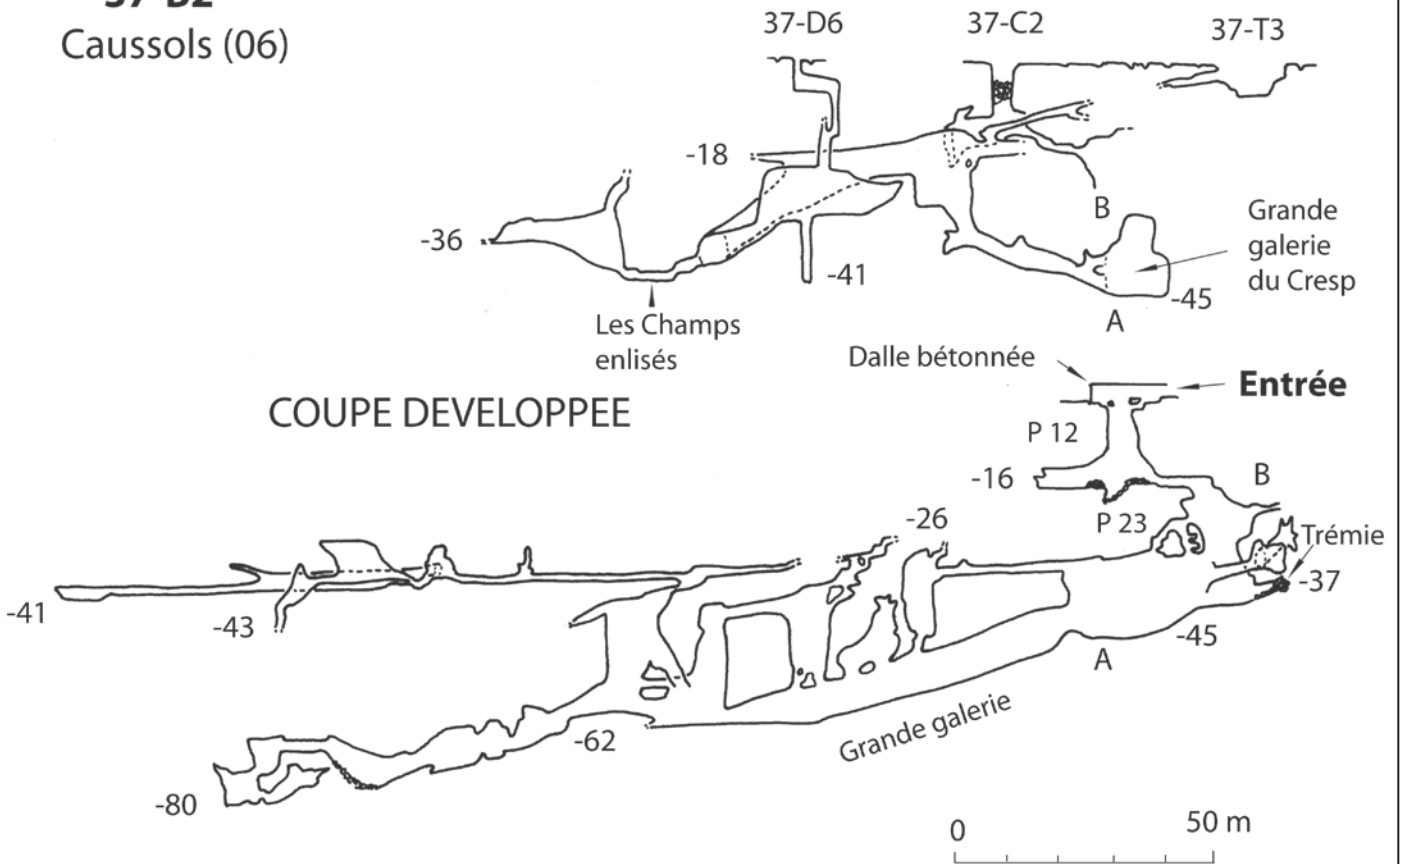 37-B2
Caussols (06)
37-D6
37-C2
37-T3
-18
-36
-41
B
Grande
galerie
du Cresp
-45
A
Les Champs
enlisés
Dalle bétonnée
Entrée
COUPE DEVELOPPEE
P 12
-16
B
P 23
-26
Trémie
-37
-41
-43
-45
A
Grande galerie
-62
-80
0
50 m